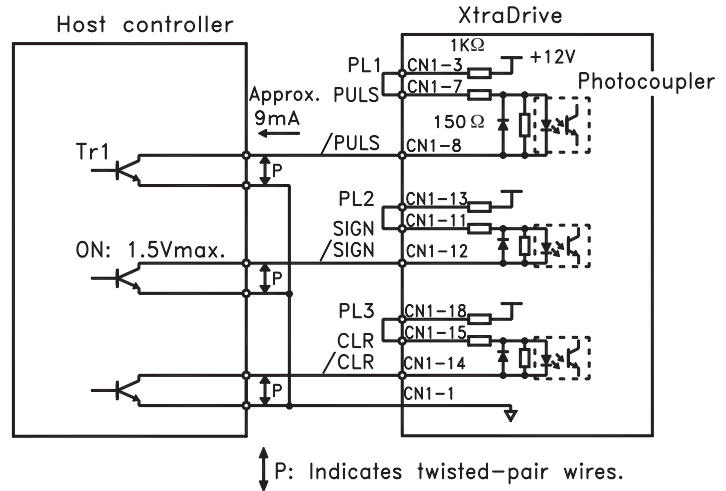 Host controller
XtraDrive
1KΩ
+12V
PL1
CN1-3
Photocoupler
Approx.
9mA
PULS
CN1-7
150 Ω
/PULS
CN1-8
Tr1
P
PL2
CN1-13
SIGN
CN1-11
ON: 1.5Vmax.
/SIGN
CN1-12
P
PL3
CN1-18
CLR
CN1-15
/CLR
CN1-14
P
CN1-1
P: Indicates twisted-pair wires.